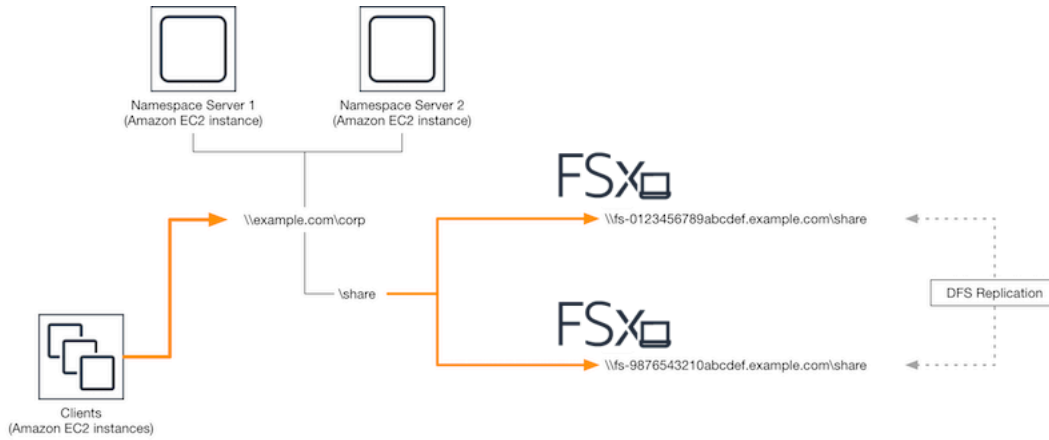 Namespace Server 1
(Amazon EC2 instance)
Namespace Server 2
(Amazon EC2 instance)
FSx
\\example.com\corp
\\fs-0123456789abcdef.example.com\share
\share
DFS Replication
FSx
\\fs-9876543210abcdef.example.com\share
Clients
(Amazon EC2 instances)